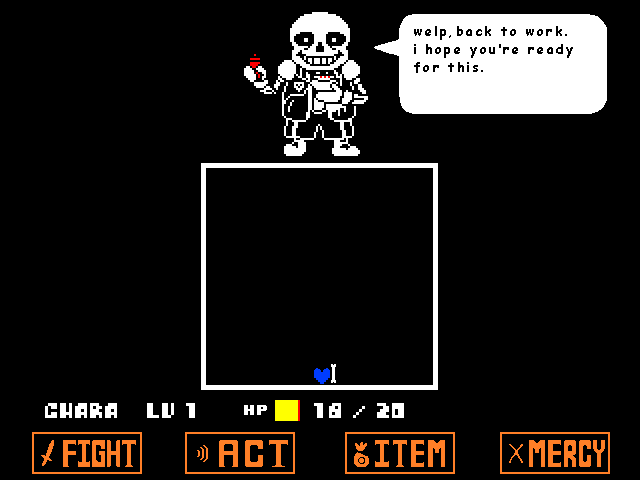 welp, back to work.
i hope you're ready
for this.
CHARA LV 1 HP 18 / 20
FIGHT ACT ITEM MERCY